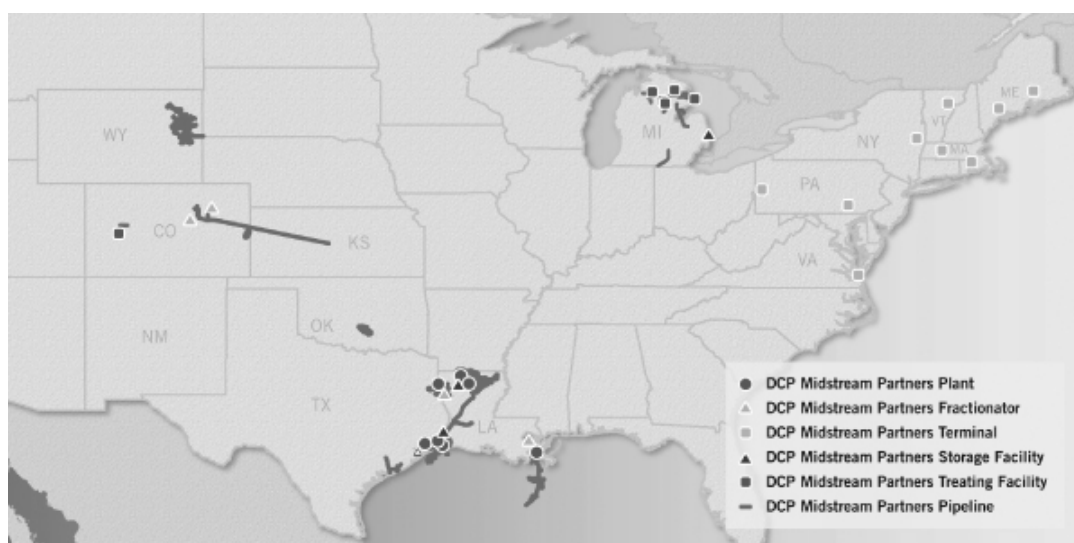 ME
WY
MI
VT
NY
MA
PA
CO
KS
VA
OK
NM
TX
LA
DCP Midstream Partners Plant
DCP Midstream Partners Fractionator
DCP Midstream Partners Terminal
DCP Midstream Partners Storage Facility
DCP Midstream Partners Treating Facility
DCP Midstream Partners Pipeline